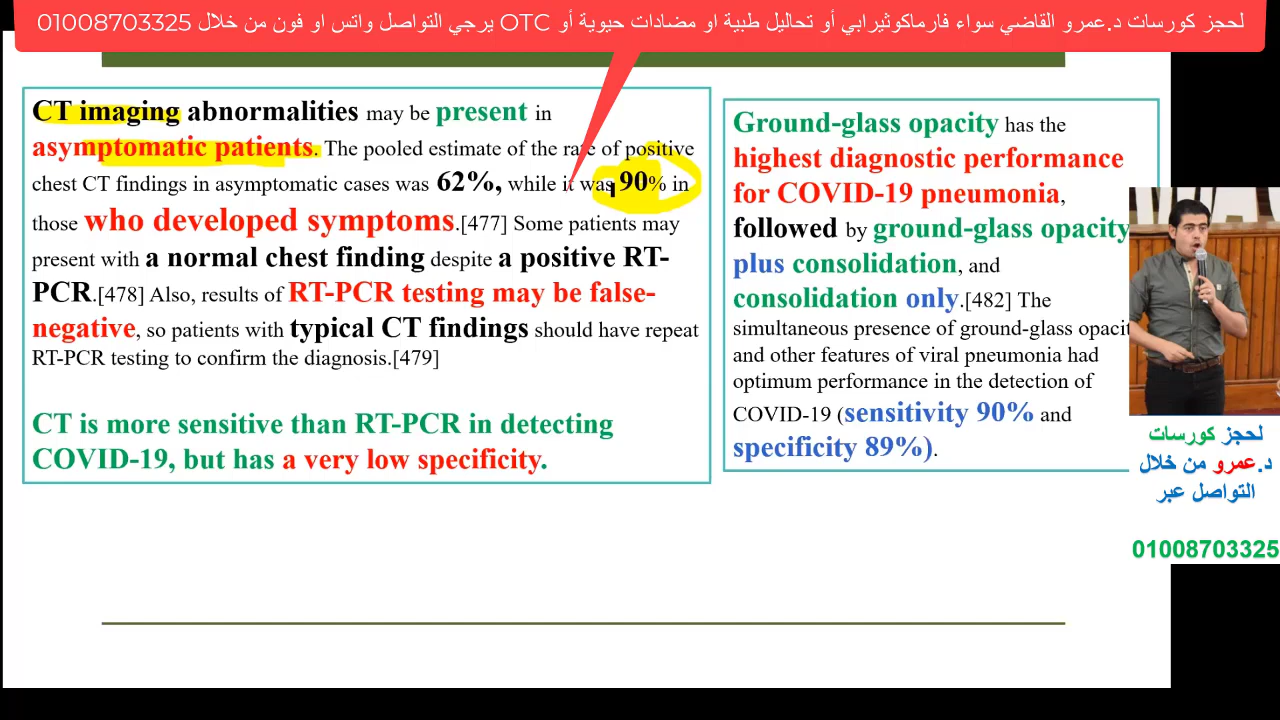 لحجز كورسات د.عمرو القاضي سواء فارماكوثيرابي أو تحاليل طبية او مضادات حيوية أو OTC يرجي التواصل واتس او فون من خلال 01008703325
CT imaging abnormalities may be present in
asymptomatic patients. The pooled estimate of the rate of positive
chest CT findings in asymptomatic cases was 62%, while it was 90% in
those who developed symptoms.[477] Some patients may
present with a normal chest finding despite a positive RT-
PCR.[478] Also, results of RT-PCR testing may be false-
negative, so patients with typical CT findings should have repeat
RT-PCR testing to confirm the diagnosis.[479]
CT is more sensitive than RT-PCR in detecting
COVID-19, but has a very low specificity.
Ground-glass opacity has the
highest diagnostic performance
for COVID-19 pneumonia,
followed by ground-glass opacity
plus consolidation, and
consolidation only.[482] The
simultaneous presence of ground-glass opacit
and other features of viral pneumonia had
optimum performance in the detection of
COVID-19 (sensitivity 90% and
specificity 89%).
لحجز كورسات
د.عمرو من خلال
التواصل عبر
01008703325